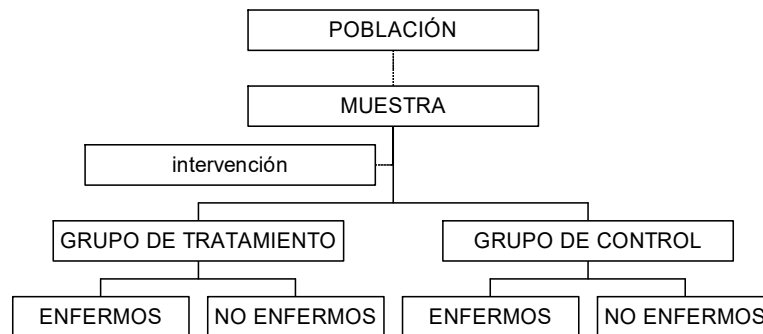 POBLACIÓN
MUESTRA
intervención
GRUPO DE TRATAMIENTO
GRUPO DE CONTROL
ENFERMOS
NO ENFERMOS
ENFERMOS
NO ENFERMOS